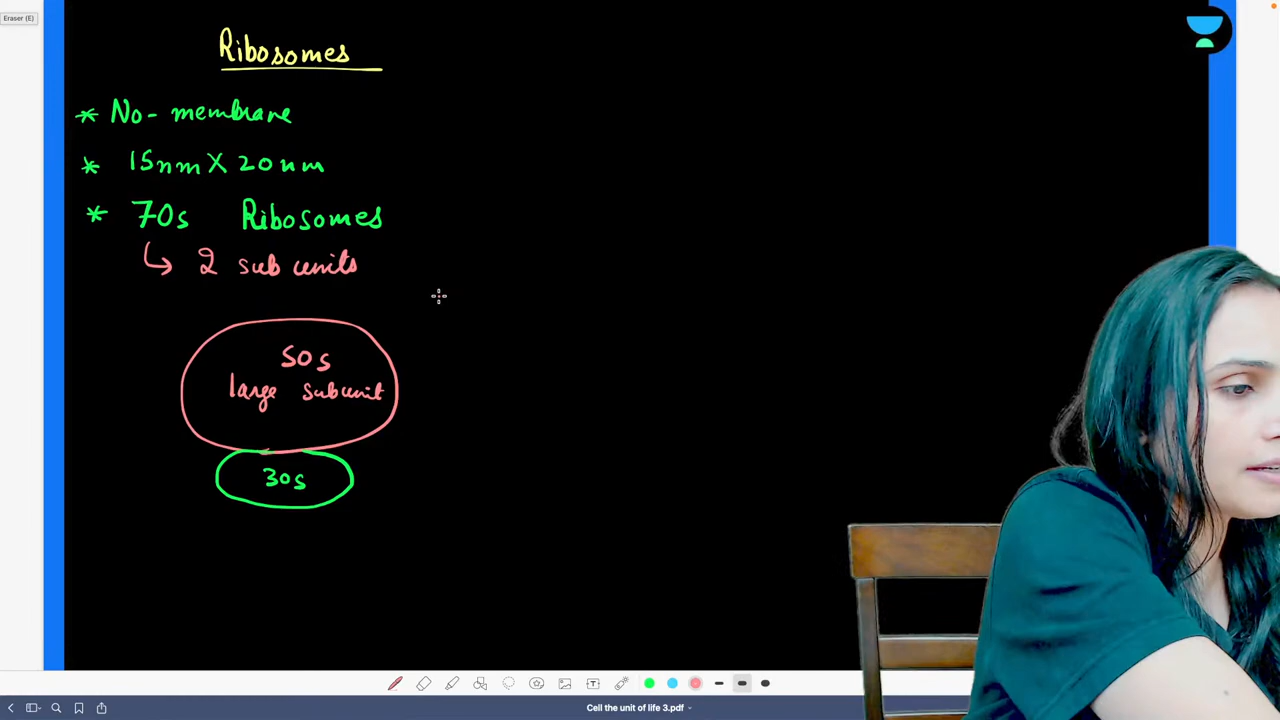 Eraser (E)
Ribosomes
* No- membrane
* 15nm X 20nm
* 70s Ribosomes
↳ 2 sub units
50s
large subunit
30s
Cell the unit of life 3.pdf